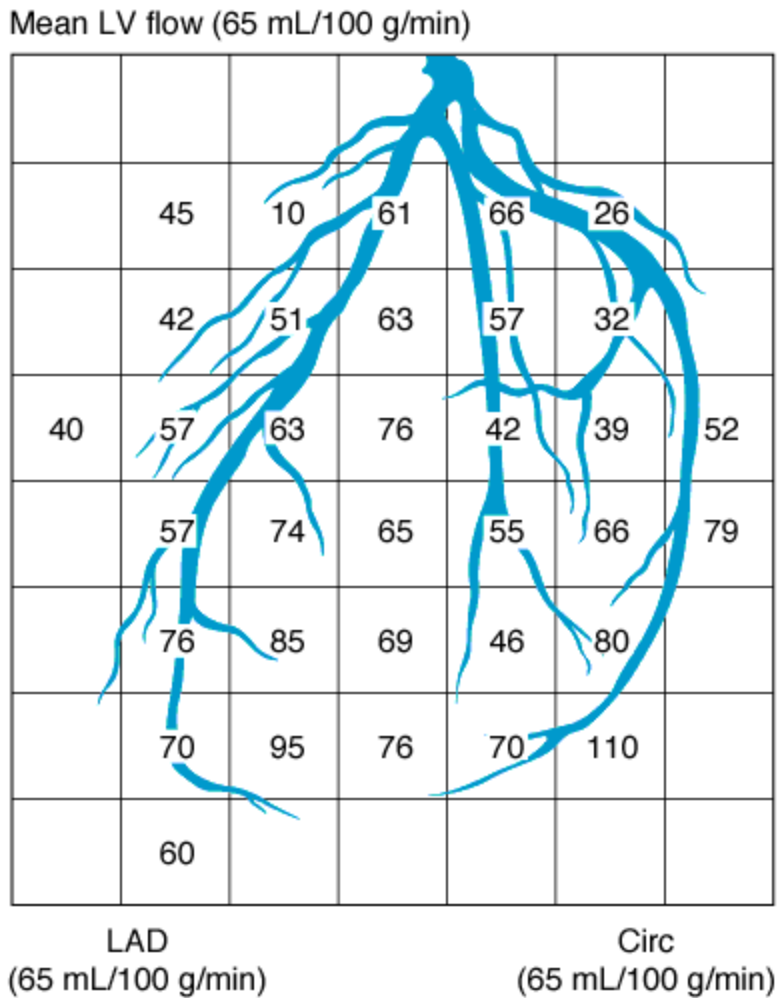 Mean LV flow (65 mL/100 g/min)
45 10 61 66 26
42 51 63 57 32
40 57 63 76 42 39 52
57 74 65 55 66 79
76 85 69 46 80
70 95 76 70 110
60
LAD Circ
(65 mL/100 g/min) (65 mL/100 g/min)